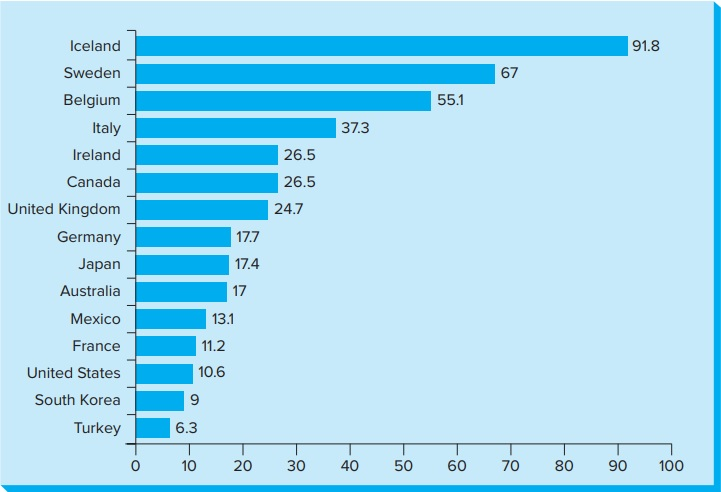 Iceland 91.8
Sweden 67
Belgium 55.1
Italy 37.3
Ireland 26.5
Canada 26.5
United Kingdom 24.7
Germany 17.7
Japan 17.4
Australia 17
Mexico 13.1
France 11.2
United States 10.6
South Korea 9
Turkey 6.3
0 10 20 30 40 50 60 70 80 90 100